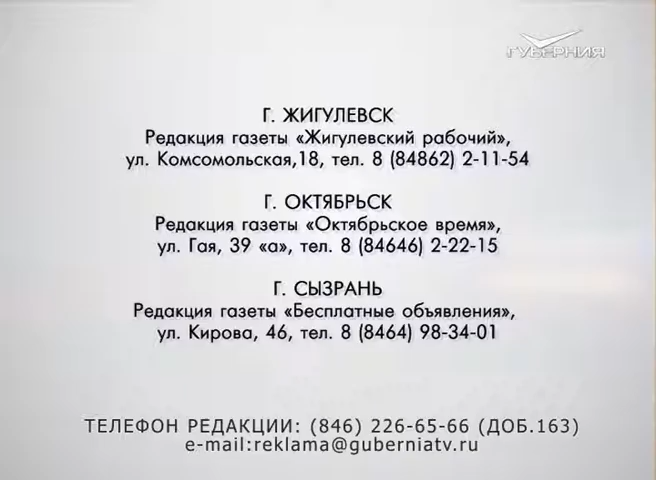 ГУБЕРНИЯ
Г. ЖИГУЛЕВСК
Редакция газеты «Жигулевский рабочий»,
ул. Комсомольская,18, тел. 8 (84862) 2-11-54
Г. ОКТЯБРЬСК
Редакция газеты «Октябрьское время»,
ул. Гая, 39 «а», тел. 8 (84646) 2-22-15
Г. СЫЗРАНЬ
Редакция газеты «Бесплатные объявления»,
ул. Кирова, 46, тел. 8 (8464) 98-34-01
ТЕЛЕФОН РЕДАКЦИИ: (846) 226-65-66 (ДОБ.163)
e-mail:reklama@guberniatv.ru